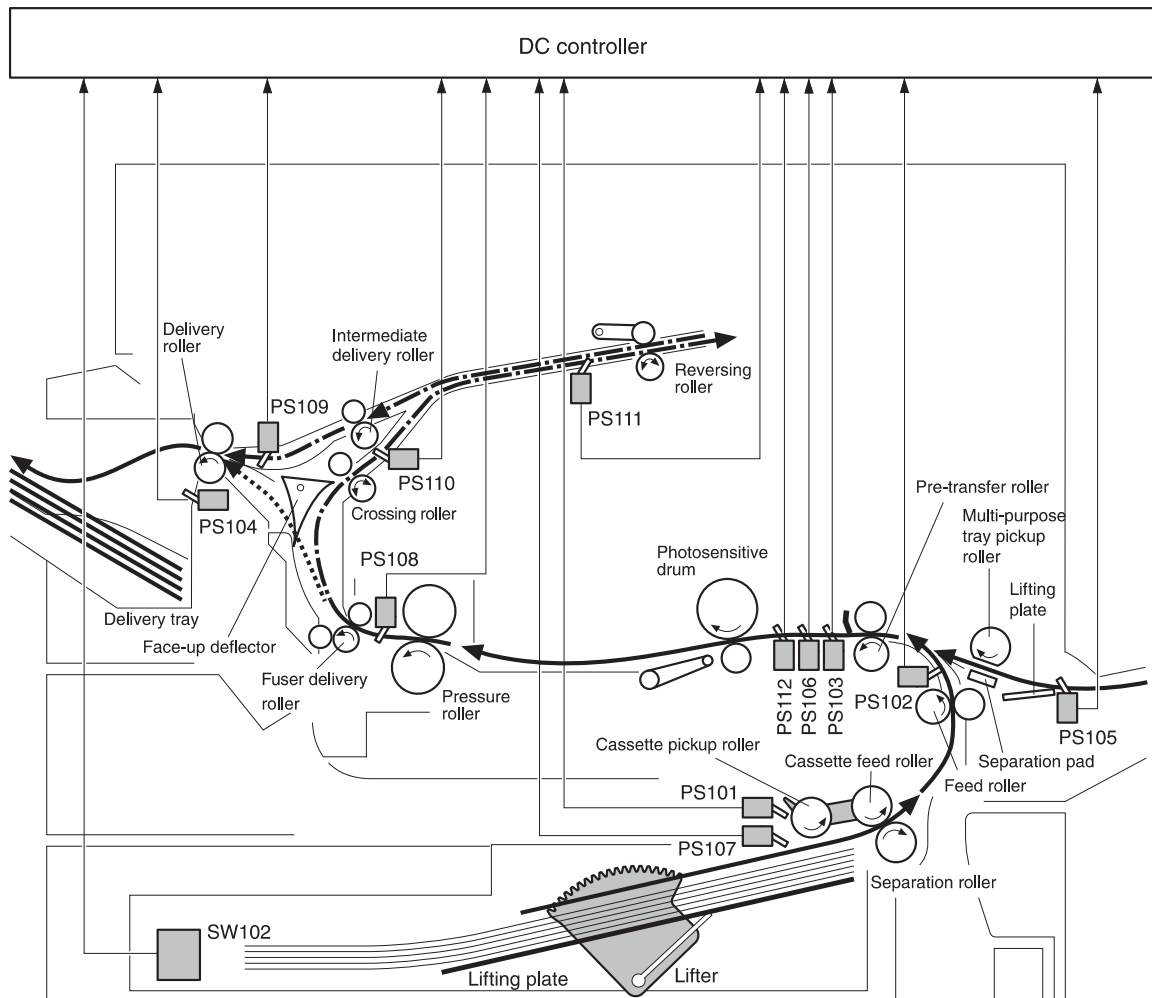 DC controller
Delivery
roller
Intermediate
delivery roller
Reversing
roller
PS109
PS111
PS110
Pre-transfer roller
PS104
Crossing roller
Multi-purpose
tray pickup
roller
PS108
Photosensitive
drum
Lifting
plate
Delivery tray
Face-up deflector
Fuser delivery
roller
Pressure
roller
PS112
PS106
PS103
PS102
PS105
Cassette pickup roller
Cassette feed roller
Separation pad
Feed roller
PS101
PS107
Separation roller
SW102
Lifting plate
Lifter